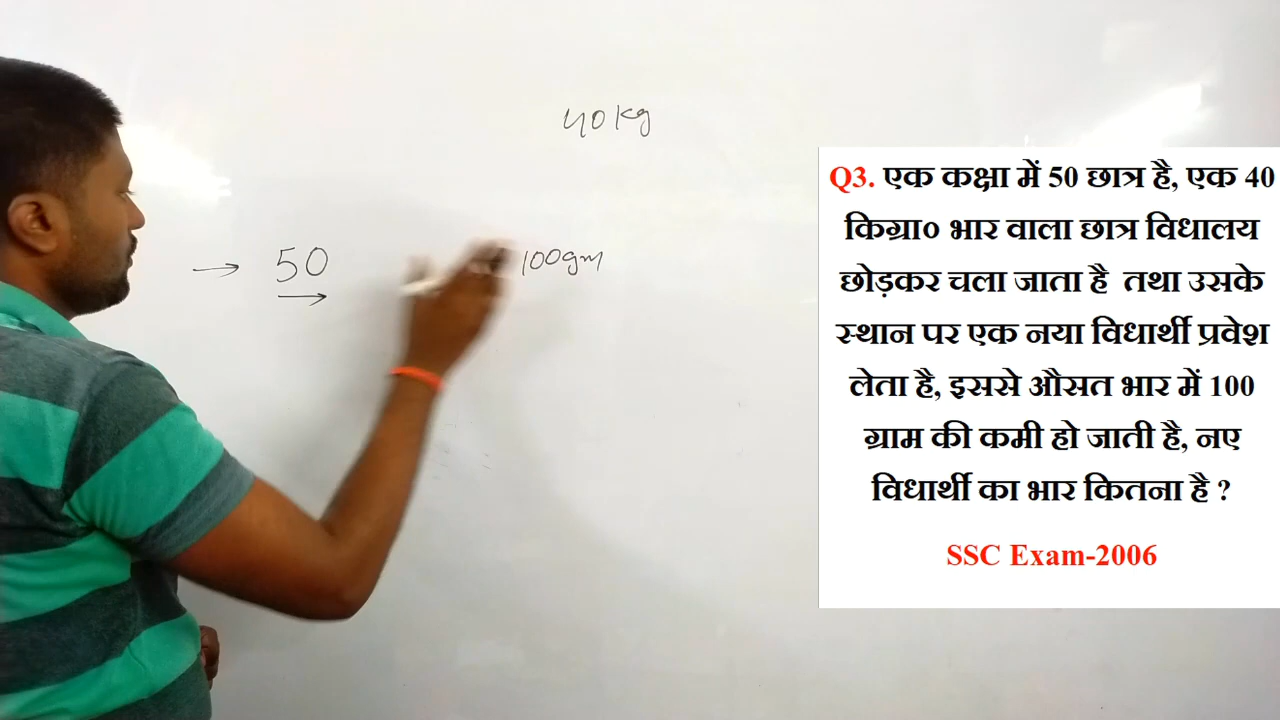 40kg
→ 50
100gm
Q3. एक कक्षा में 50 छात्र है, एक 40
किग्रा० भार वाला छात्र विधालय
छोड़कर चला जाता है तथा उसके
स्थान पर एक नया विधार्थी प्रवेश
लेता है, इससे औसत भार में 100
ग्राम की कमी हो जाती है, नए
विधार्थी का भार कितना है ?
SSC Exam-2006